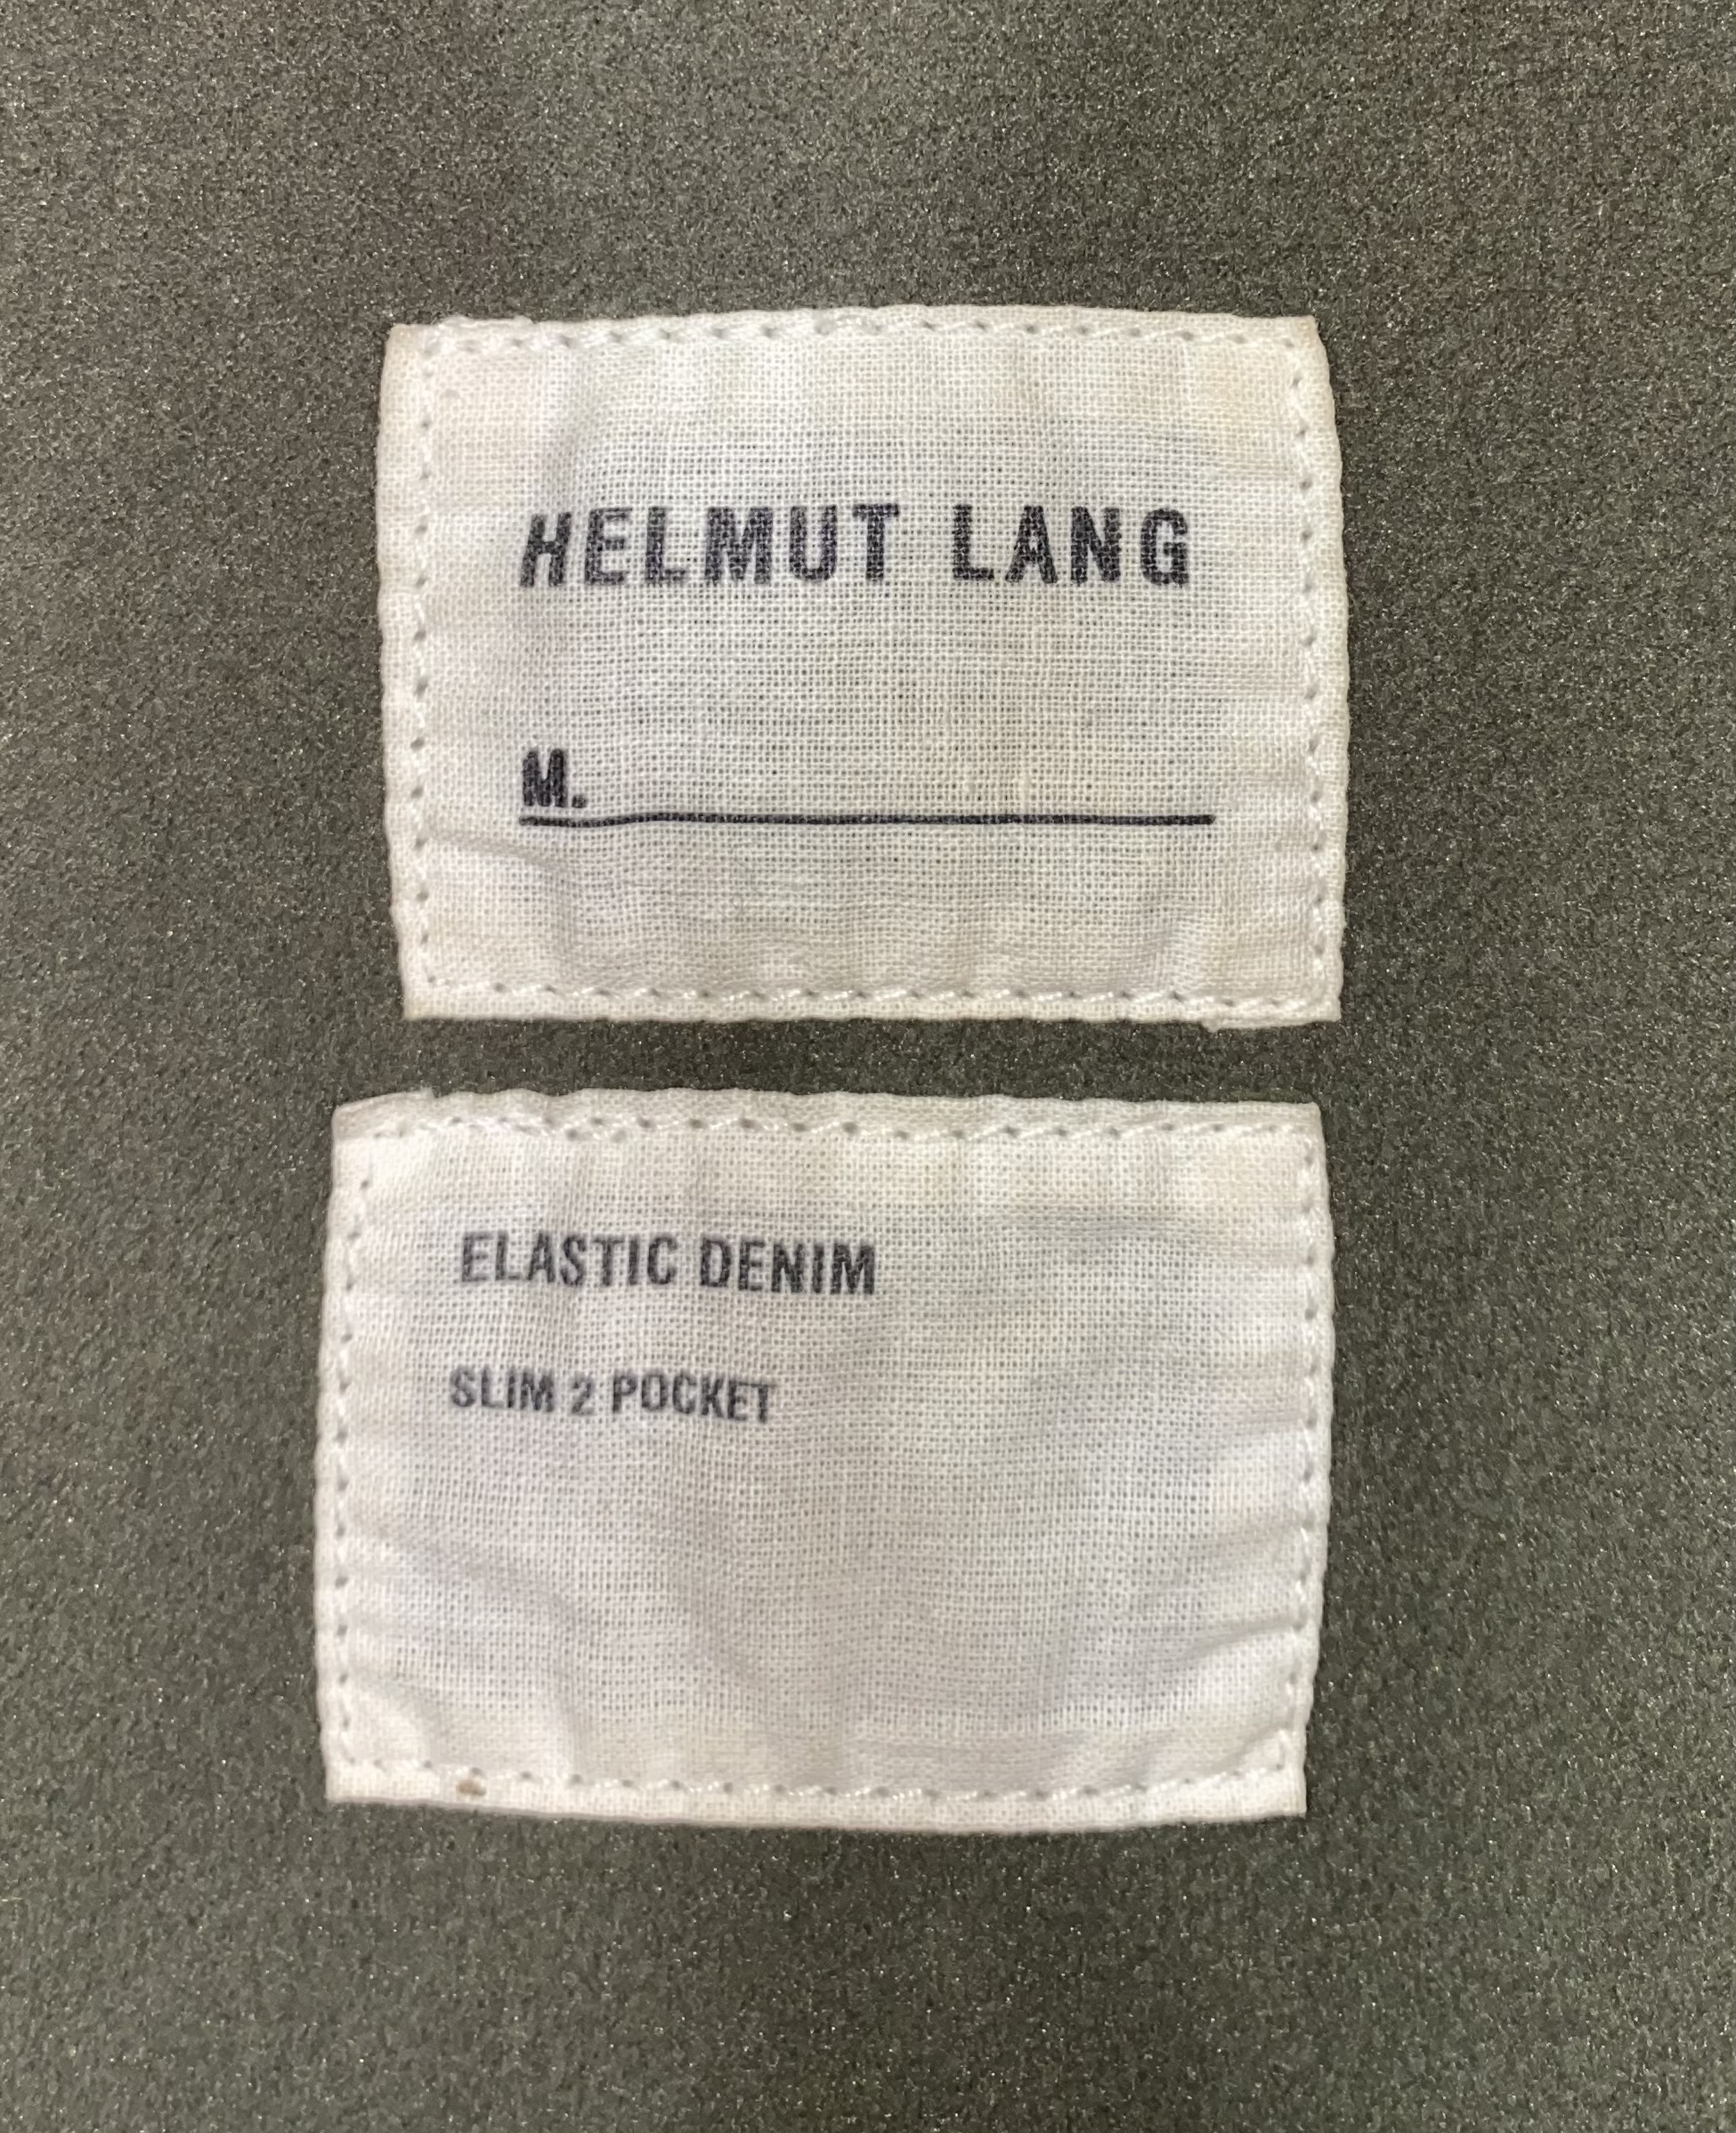 HELMUT LANG
M.
ELASTIC DENIM
SLIM 2 POCKET